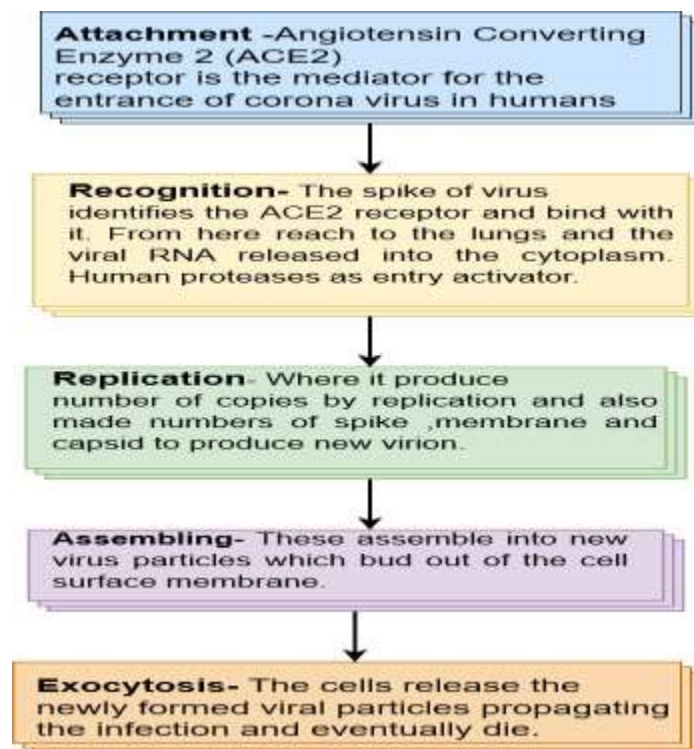 Attachment -Angiotensin Converting
Enzyme 2 (ACE2)
receptor is the mediator for the
entrance of corona virus in humans
Recognition- The spike of virus
identifies the ACE2 receptor and bind with
it. From here reach to the lungs and the
viral RNA released into the cytoplasm.
Human proteases as entry activator.
Replication- Where it produce
number of copies by replication and also
made numbers of spike ,membrane and
capsid to produce new virion.
Assembling- These assemble into new
virus particles which bud out of the cell
surface membrane.
Exocytosis- The cells release the
newly formed viral particles propagating
the infection and eventually die.